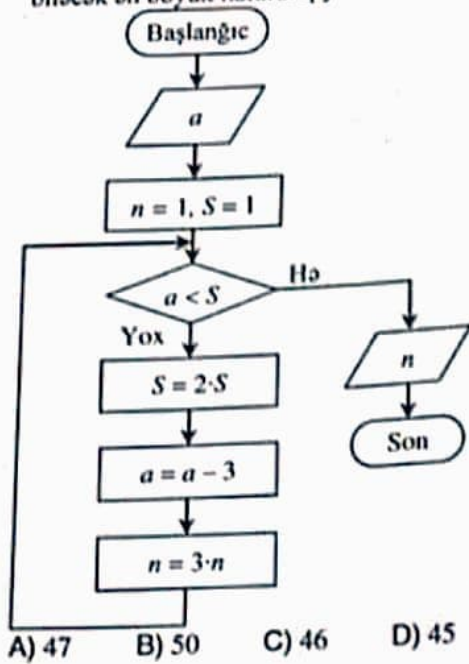 Başlanğıc
a
n = 1, S = 1
a < S
Hə
Yox
n
S = 2·S
Son
a = a − 3
n = 3·n
A) 47 B) 50 C) 46 D) 45